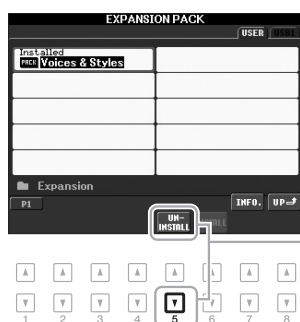 EXPANSION PACK
USER USB1
Installed
PACK Voices & Styles
Expansion
P1
INFO. UP
UN-
INSTALL
1 2 3 4 5 6 7 8